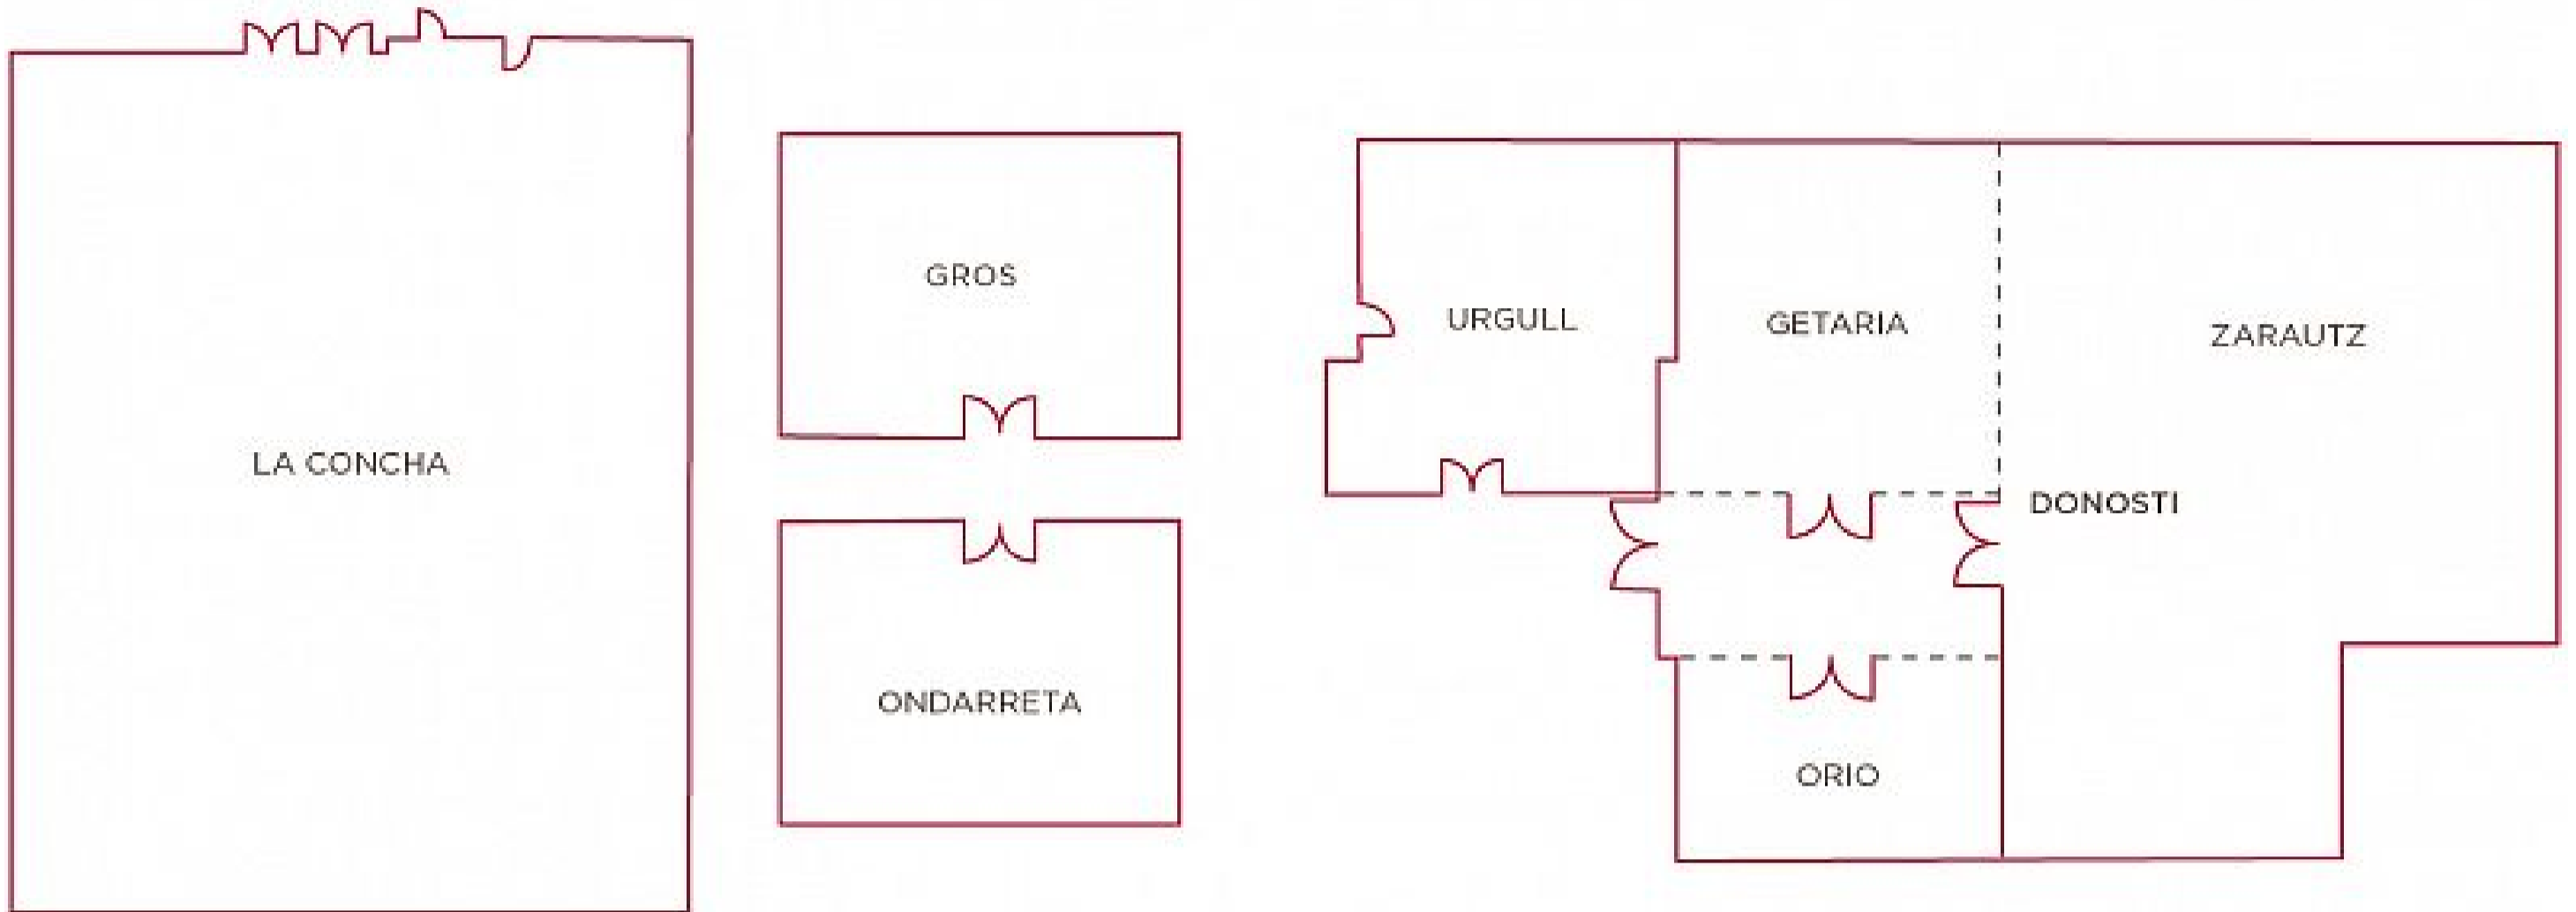 LA CONCHA
GROS
ONDARRETA
URGULL
GETARIA
ZARAUTZ
DONOSTI
ORIO